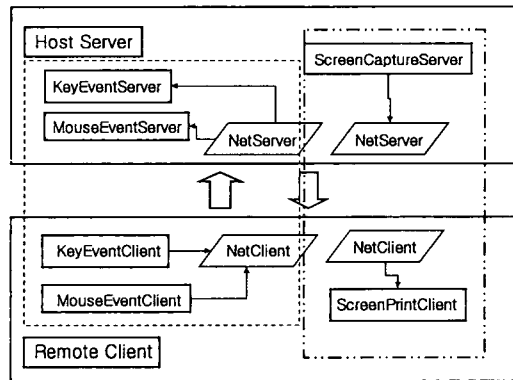 Host Server
ScreenCaptureServer
KeyEventServer
MouseEventServer
NetServer
NetServer
KeyEventClient
NetClient
NetClient
MouseEventClient
ScreenPrintClient
Remote Client